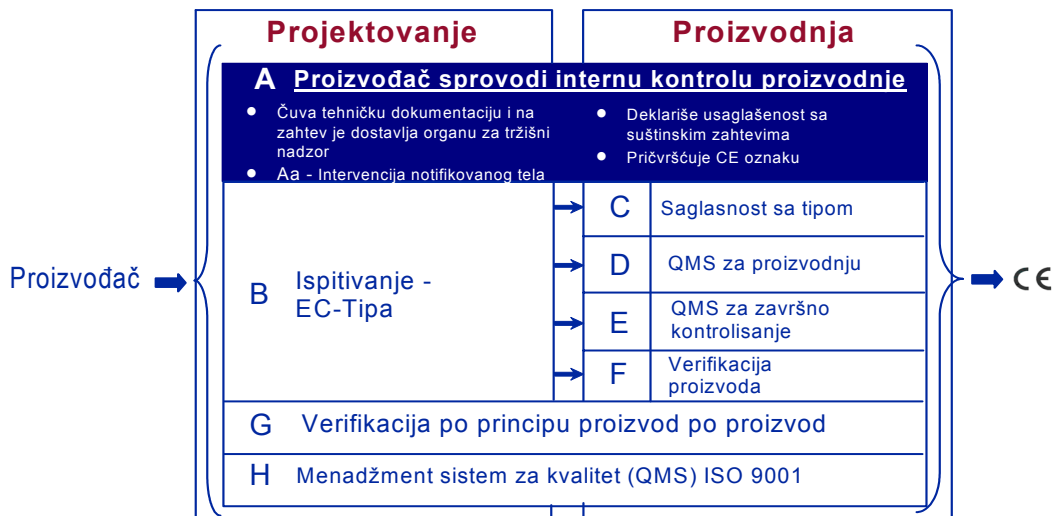 Projektovanje
Proizvodnja
A Proizvođač sprovodi internu kontrolu proizvodnje
• Čuva tehničku dokumentaciju i na
zahtev je dostavlja organu za tržišni
nadzor
• Aa - Intervencija notifikovanog tela
• Deklariše usaglašenost sa
suštinskim zahtevima
• Pričvršćuje CE oznaku
Proizvođač
B Ispitivanje -
EC-Tipa
C Saglasnost sa tipom
D QMS za proizvodnju
E QMS za završno
kontrolisanje
F Verifikacija
proizvoda
G Verifikacija po principu proizvod po proizvod
H Menadžment sistem za kvalitet (QMS) ISO 9001
CE